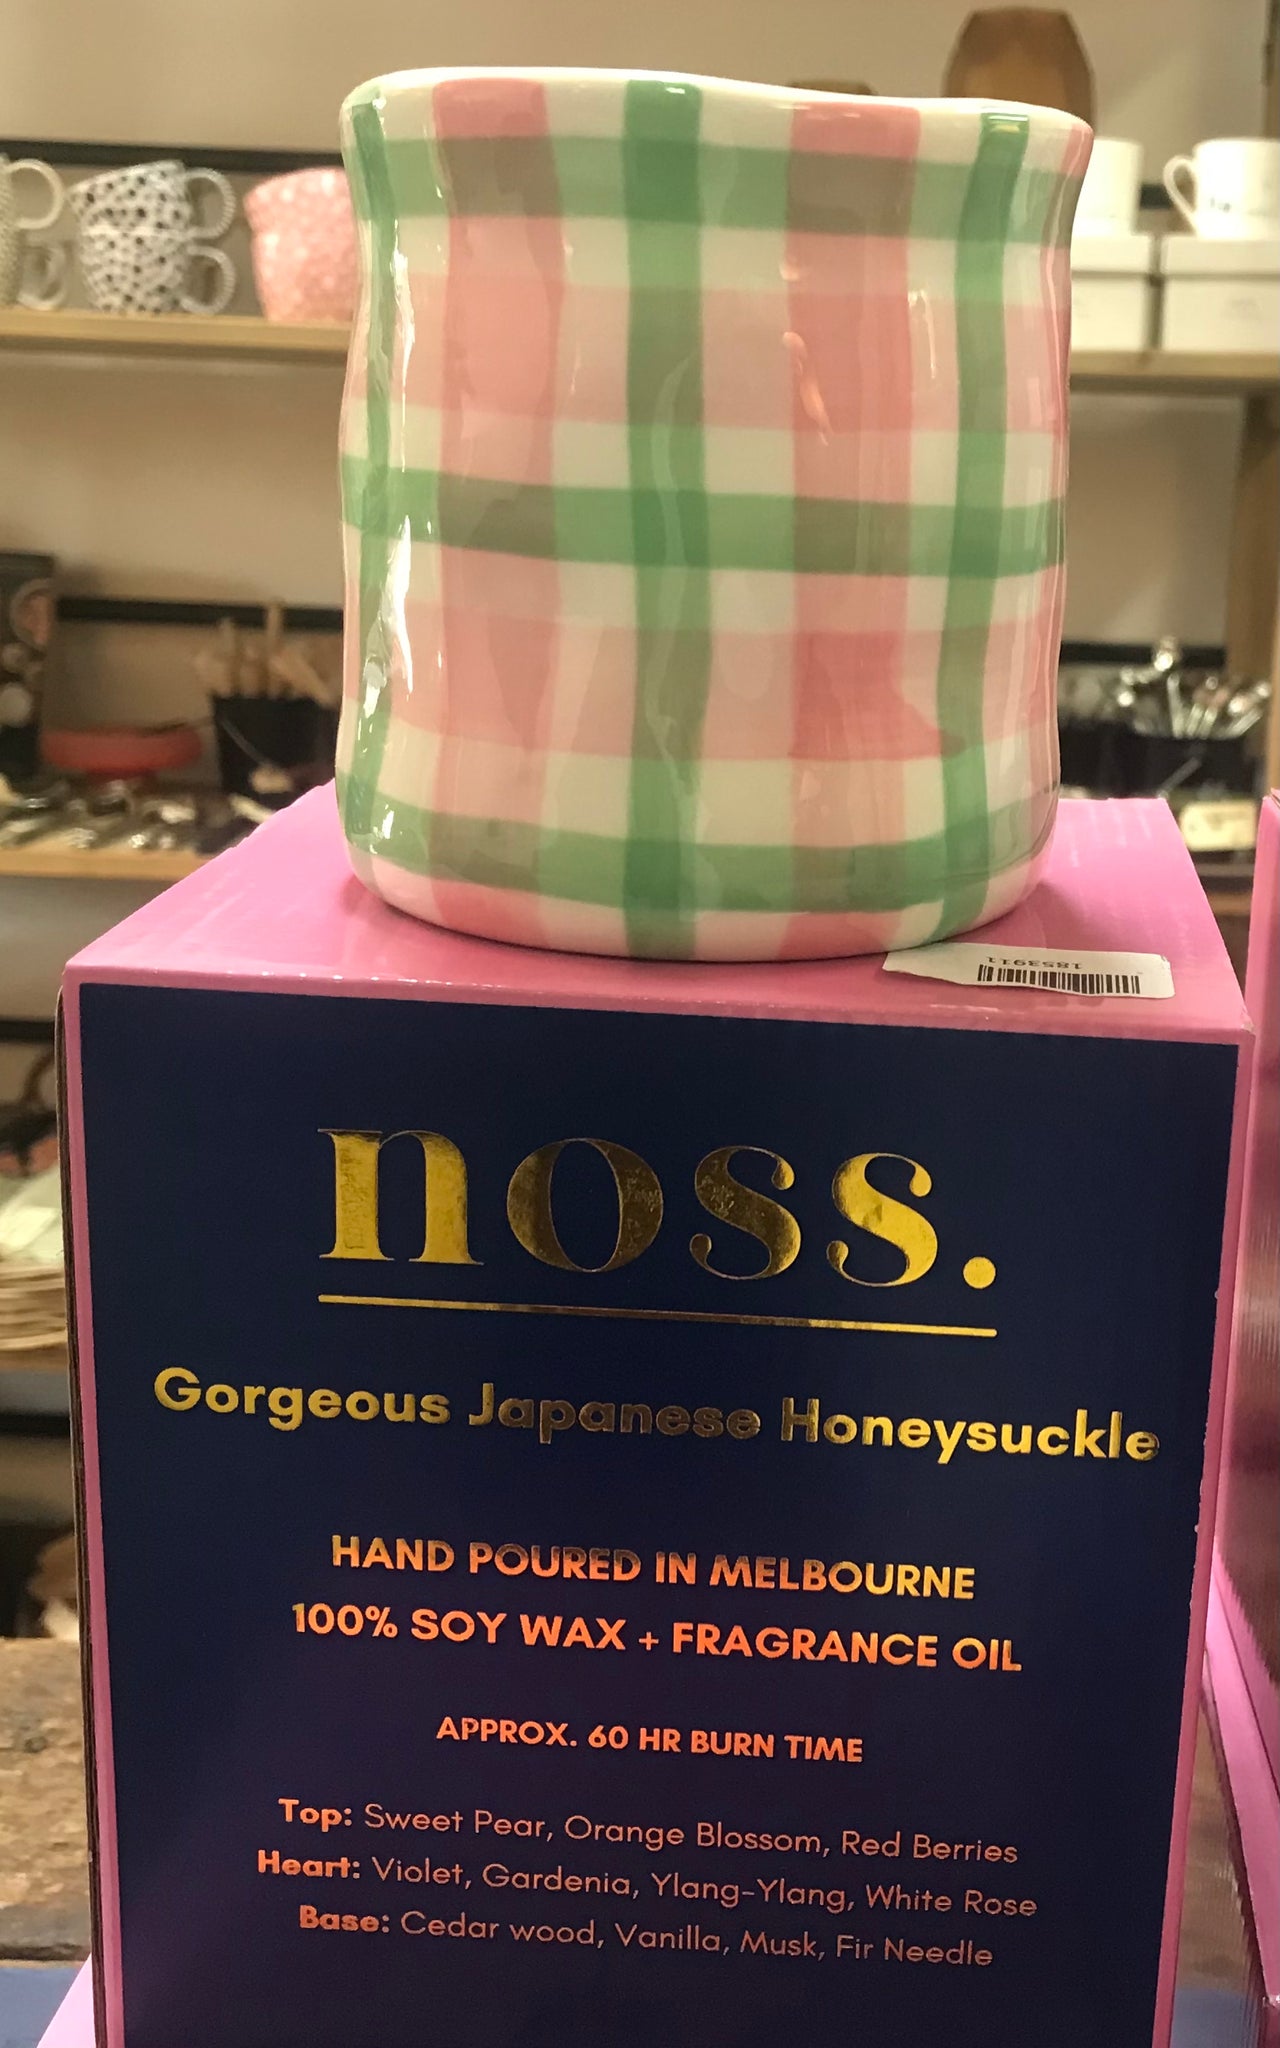 1853911
noss.
Gorgeous Japanese Honeysuckle
HAND POURED IN MELBOURNE
100% SOY WAX + FRAGRANCE OIL
APPROX. 60 HR BURN TIME
Top: Sweet Pear, Orange Blossom, Red Berries
Heart: Violet, Gardenia, Ylang-Ylang, White Rose
Base: Cedar wood, Vanilla, Musk, Fir Needle